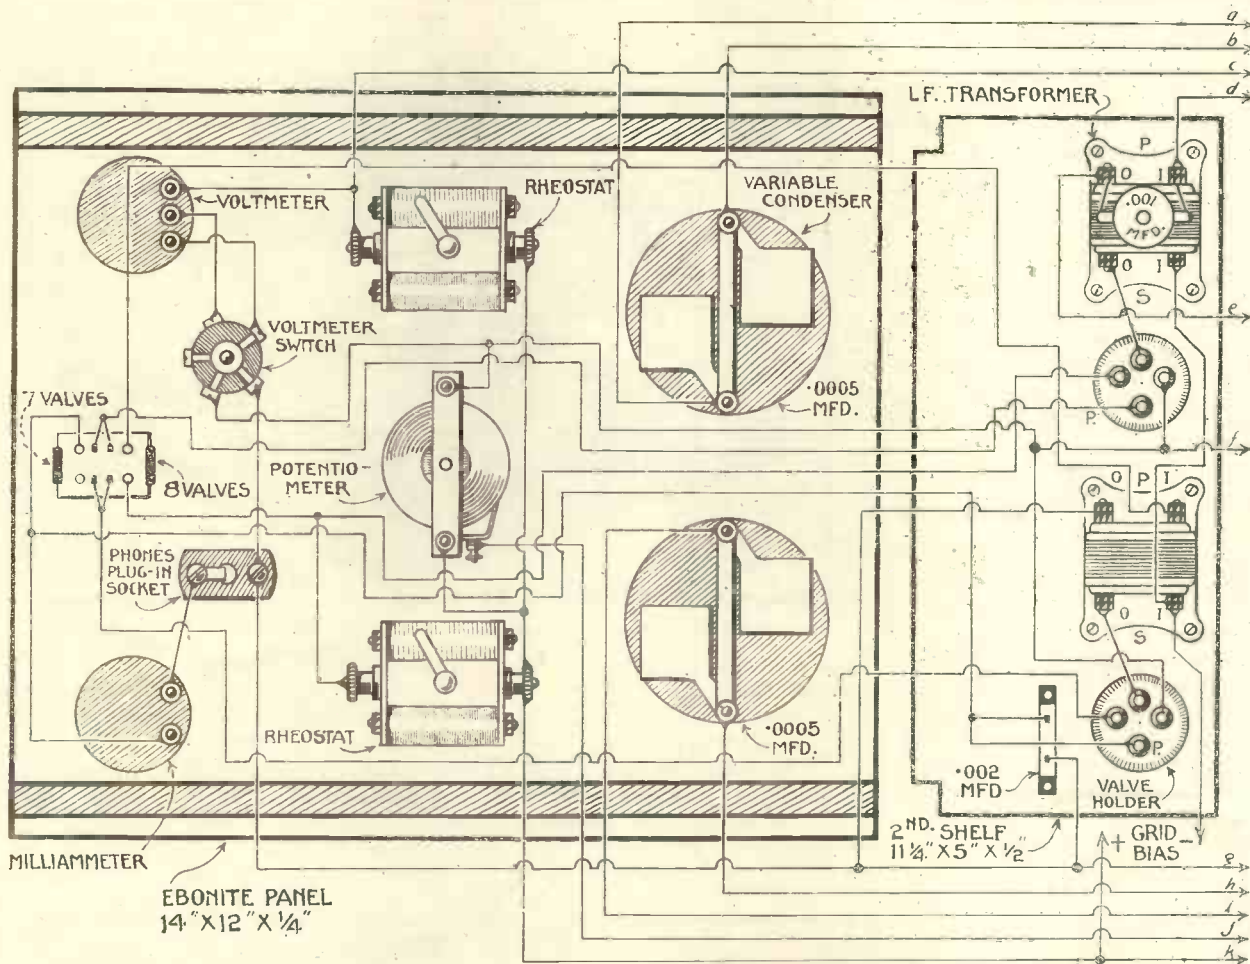 a
b
c
L.F. TRANSFORMER
d
P
O I
.001
MFD.
O I
S
VOLTMETER
RHEOSTAT
VARIABLE
CONDENSER
e
VOLTMETER
SWITCH
.0005
MFD.
P.
f
7 VALVES
8 VALVES
POTENTIO-
METER
O P I
PHONES
PLUG-IN
SOCKET
O I
S
RHEOSTAT
.0005
MFD.
P.
.002
MFD
VALVE
HOLDER
MILLIAMMETER
2ND. SHELF
11¼" X 5" X ½"
+ GRID -
BIAS
EBONITE PANEL
14" X 12" X ¼"
g
h
i
j
k